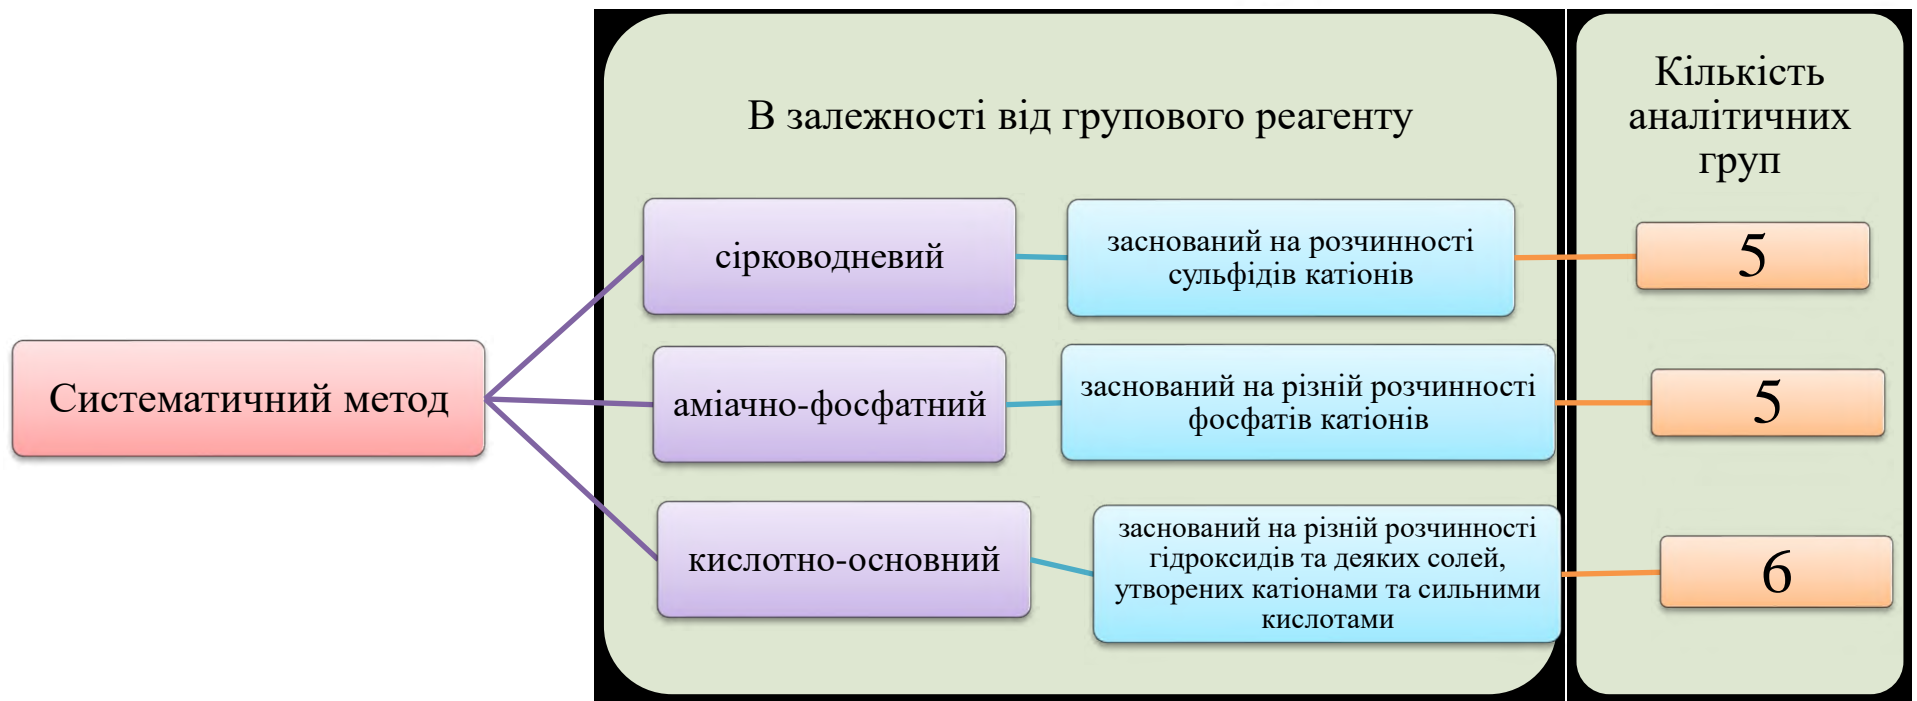 В залежності від групового реагенту
Кількість
аналітичних
груп
сірководневий
заснований на розчинності
сульфідів катіонів
5
Систематичний метод
аміачно-фосфатний
заснований на різній розчинності
фосфатів катіонів
5
кислотно-основний
заснований на різній розчинності
гідроксидів та деяких солей,
утворених катіонами та сильними
кислотами
6